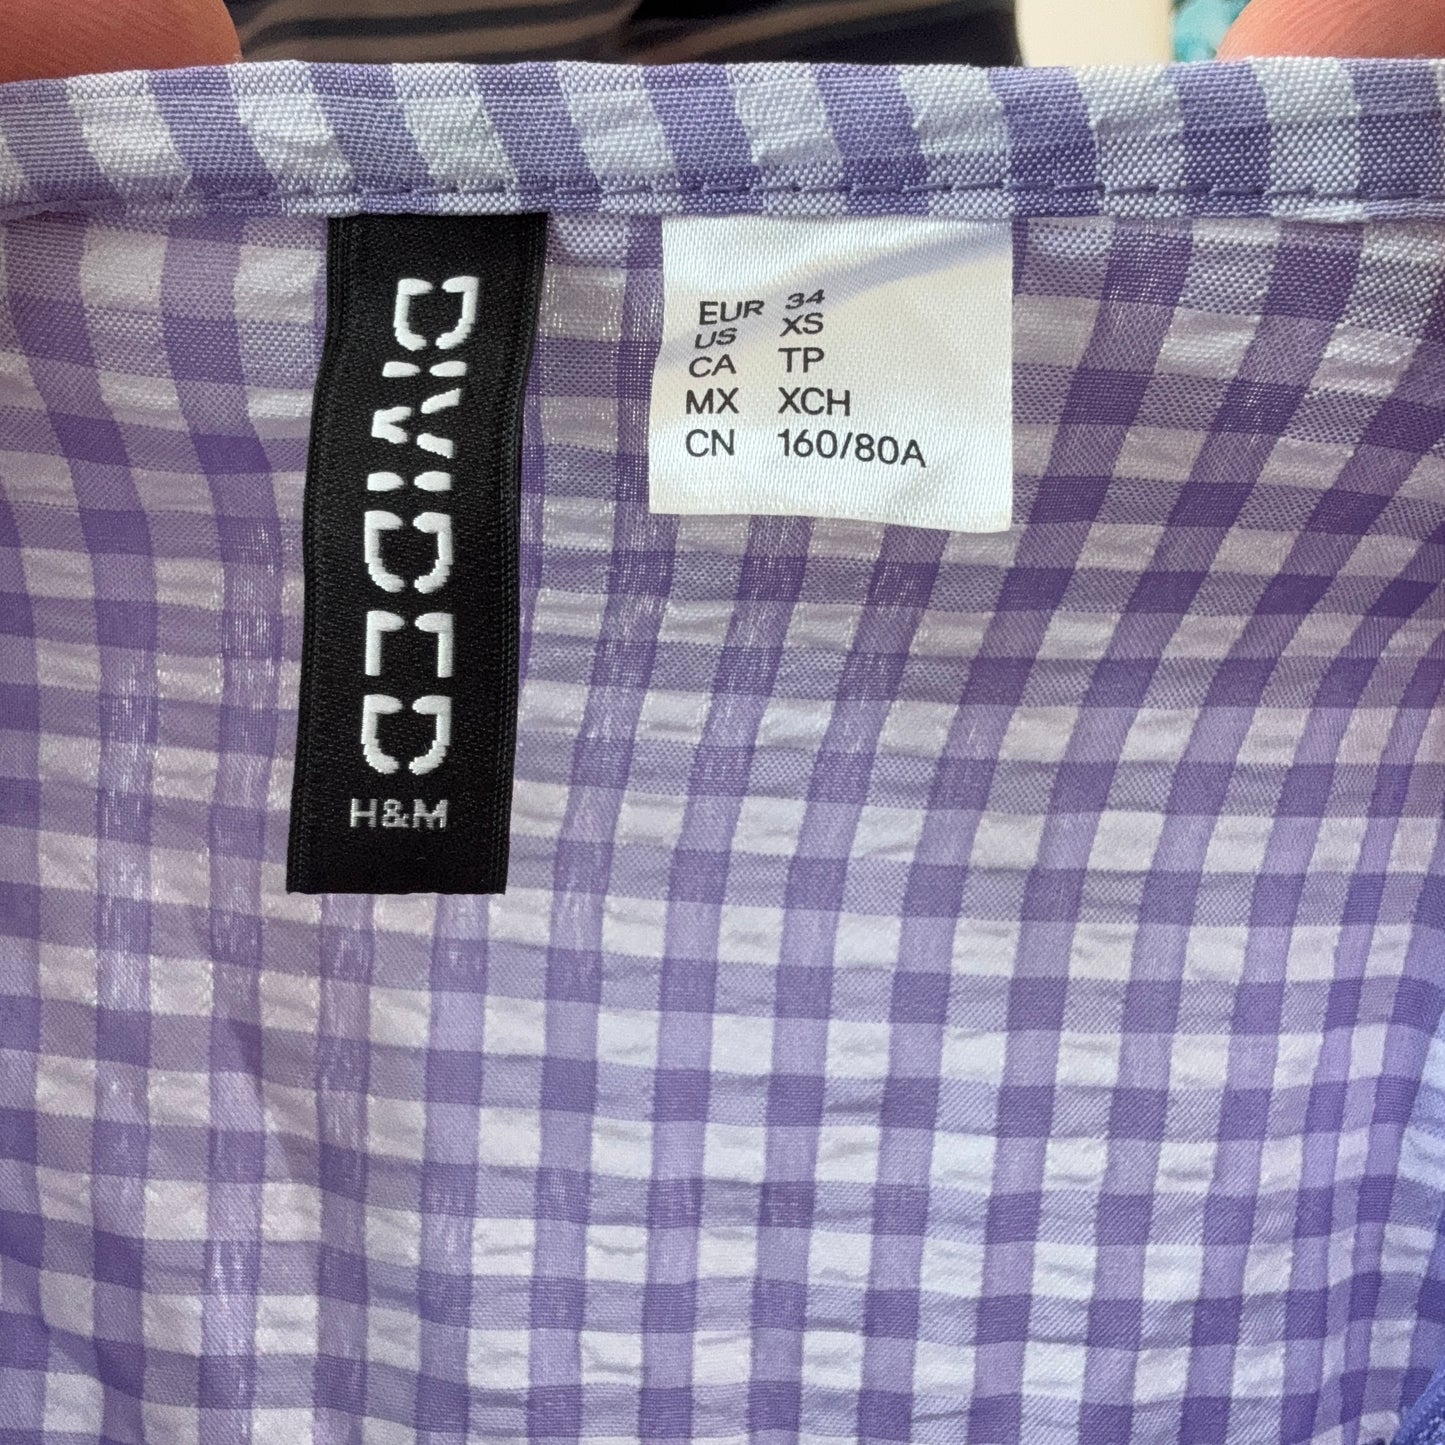 DIVIDED
H&M
EUR 34
US XS
CA TP
MX XCH
CN 160/80A